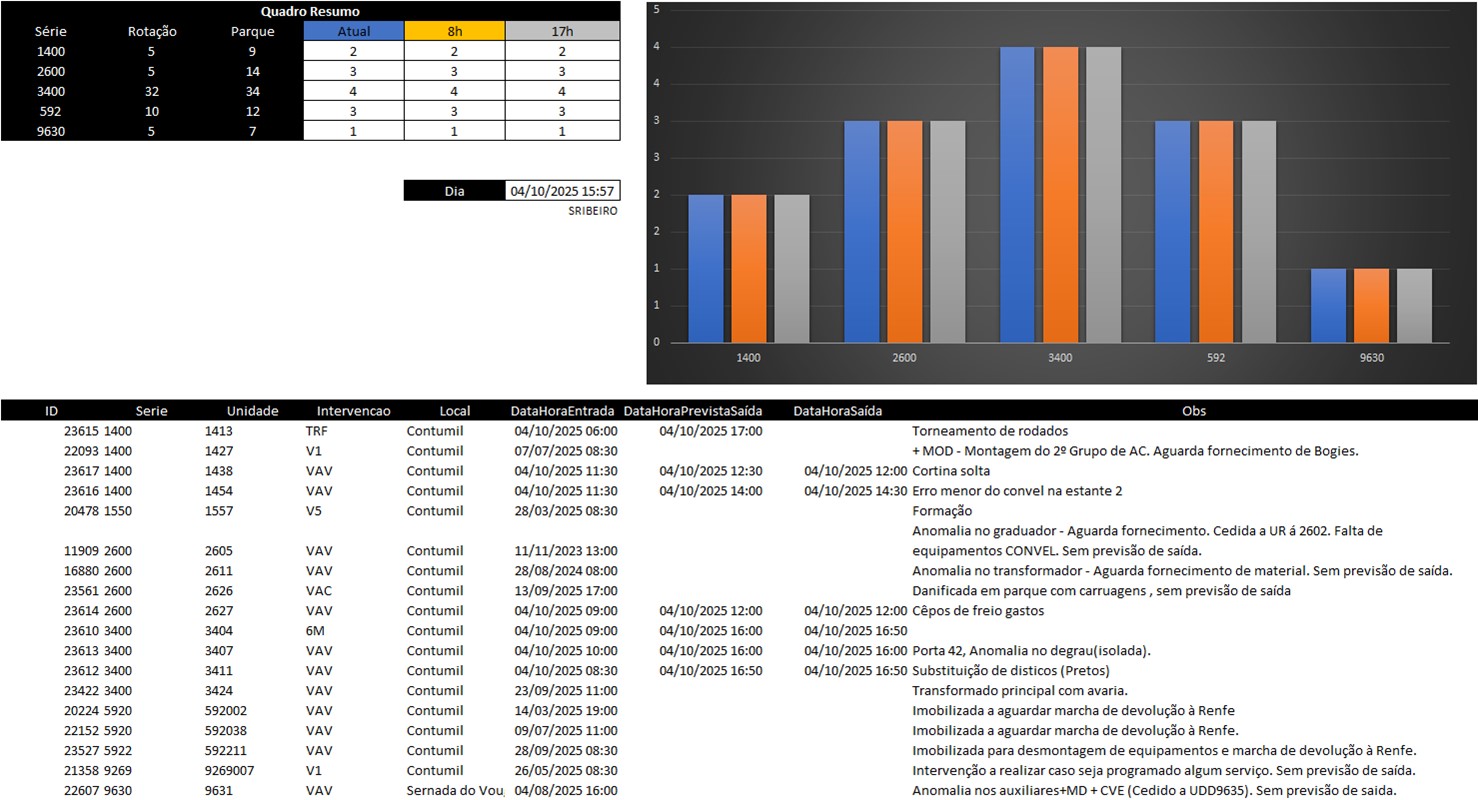 Quadro Resumo
Série Rotação Parque Atual 8h 17h
1400 5 9 2 2 2
2600 5 14 3 3 3
3400 32 34 4 4 4
592 10 12 3 3 3
9630 5 7 1 1 1
Dia 04/10/2025 15:57
SRIBEIRO
5
4
4
3
3
2
2
1
1
0
1400 2600 3400 592 9630
ID Serie Unidade Intervencao Local DataHoraEntrada DataHoraPrevistaSaída DataHoraSaída Obs
23615 1400 1413 TRF Contumil 04/10/2025 06:00 04/10/2025 17:00 Torneamento de rodados
22093 1400 1427 V1 Contumil 07/07/2025 08:30 + MOD - Montagem do 2º Grupo de AC. Aguarda fornecimento de Bogies.
23617 1400 1438 VAV Contumil 04/10/2025 11:30 04/10/2025 12:30 04/10/2025 12:00 Cortina solta
23616 1400 1454 VAV Contumil 04/10/2025 11:30 04/10/2025 14:00 04/10/2025 14:30 Erro menor do convel na estante 2
20478 1550 1557 V5 Contumil 28/03/2025 08:30 Formação
Anomalia no graduador - Aguarda fornecimento. Cedida a UR á 2602. Falta de
11909 2600 2605 VAV Contumil 11/11/2023 13:00 equipamentos CONVEL. Sem previsão de saída.
16880 2600 2611 VAV Contumil 28/08/2024 08:00 Anomalia no transformador - Aguarda fornecimento de material. Sem previsão de saída.
23561 2600 2626 VAC Contumil 13/09/2025 17:00 Danificada em parque com carruagens , sem previsão de saída
23614 2600 2627 VAV Contumil 04/10/2025 09:00 04/10/2025 12:00 04/10/2025 12:00 Cêpos de freio gastos
23610 3400 3404 6M Contumil 04/10/2025 09:00 04/10/2025 16:00 04/10/2025 16:50
23613 3400 3407 VAV Contumil 04/10/2025 10:00 04/10/2025 16:00 04/10/2025 16:00 Porta 42, Anomalia no degrau(isolada).
23612 3400 3411 VAV Contumil 04/10/2025 08:30 04/10/2025 16:50 04/10/2025 16:50 Substituição de disticos (Pretos)
23422 3400 3424 VAV Contumil 23/09/2025 11:00 Transformado principal com avaria.
20224 5920 592002 VAV Contumil 14/03/2025 19:00 Imobilizada a aguardar marcha de devolução à Renfe
22152 5920 592038 VAV Contumil 09/07/2025 11:00 Imobilizada a aguardar marcha de devolução à Renfe.
23527 5922 592211 VAV Contumil 28/09/2025 08:30 Imobilizada para desmontagem de equipamentos e marcha de devolução à Renfe.
21358 9269 9269007 V1 Contumil 26/05/2025 08:30 Intervenção a realizar caso seja programado algum serviço. Sem previsão de saída.
22607 9630 9631 VAV Sernada do Vou 04/08/2025 16:00 Anomalia nos auxiliares+MD + CVE (Cedido a UDD9635). Sem previsão de saida.